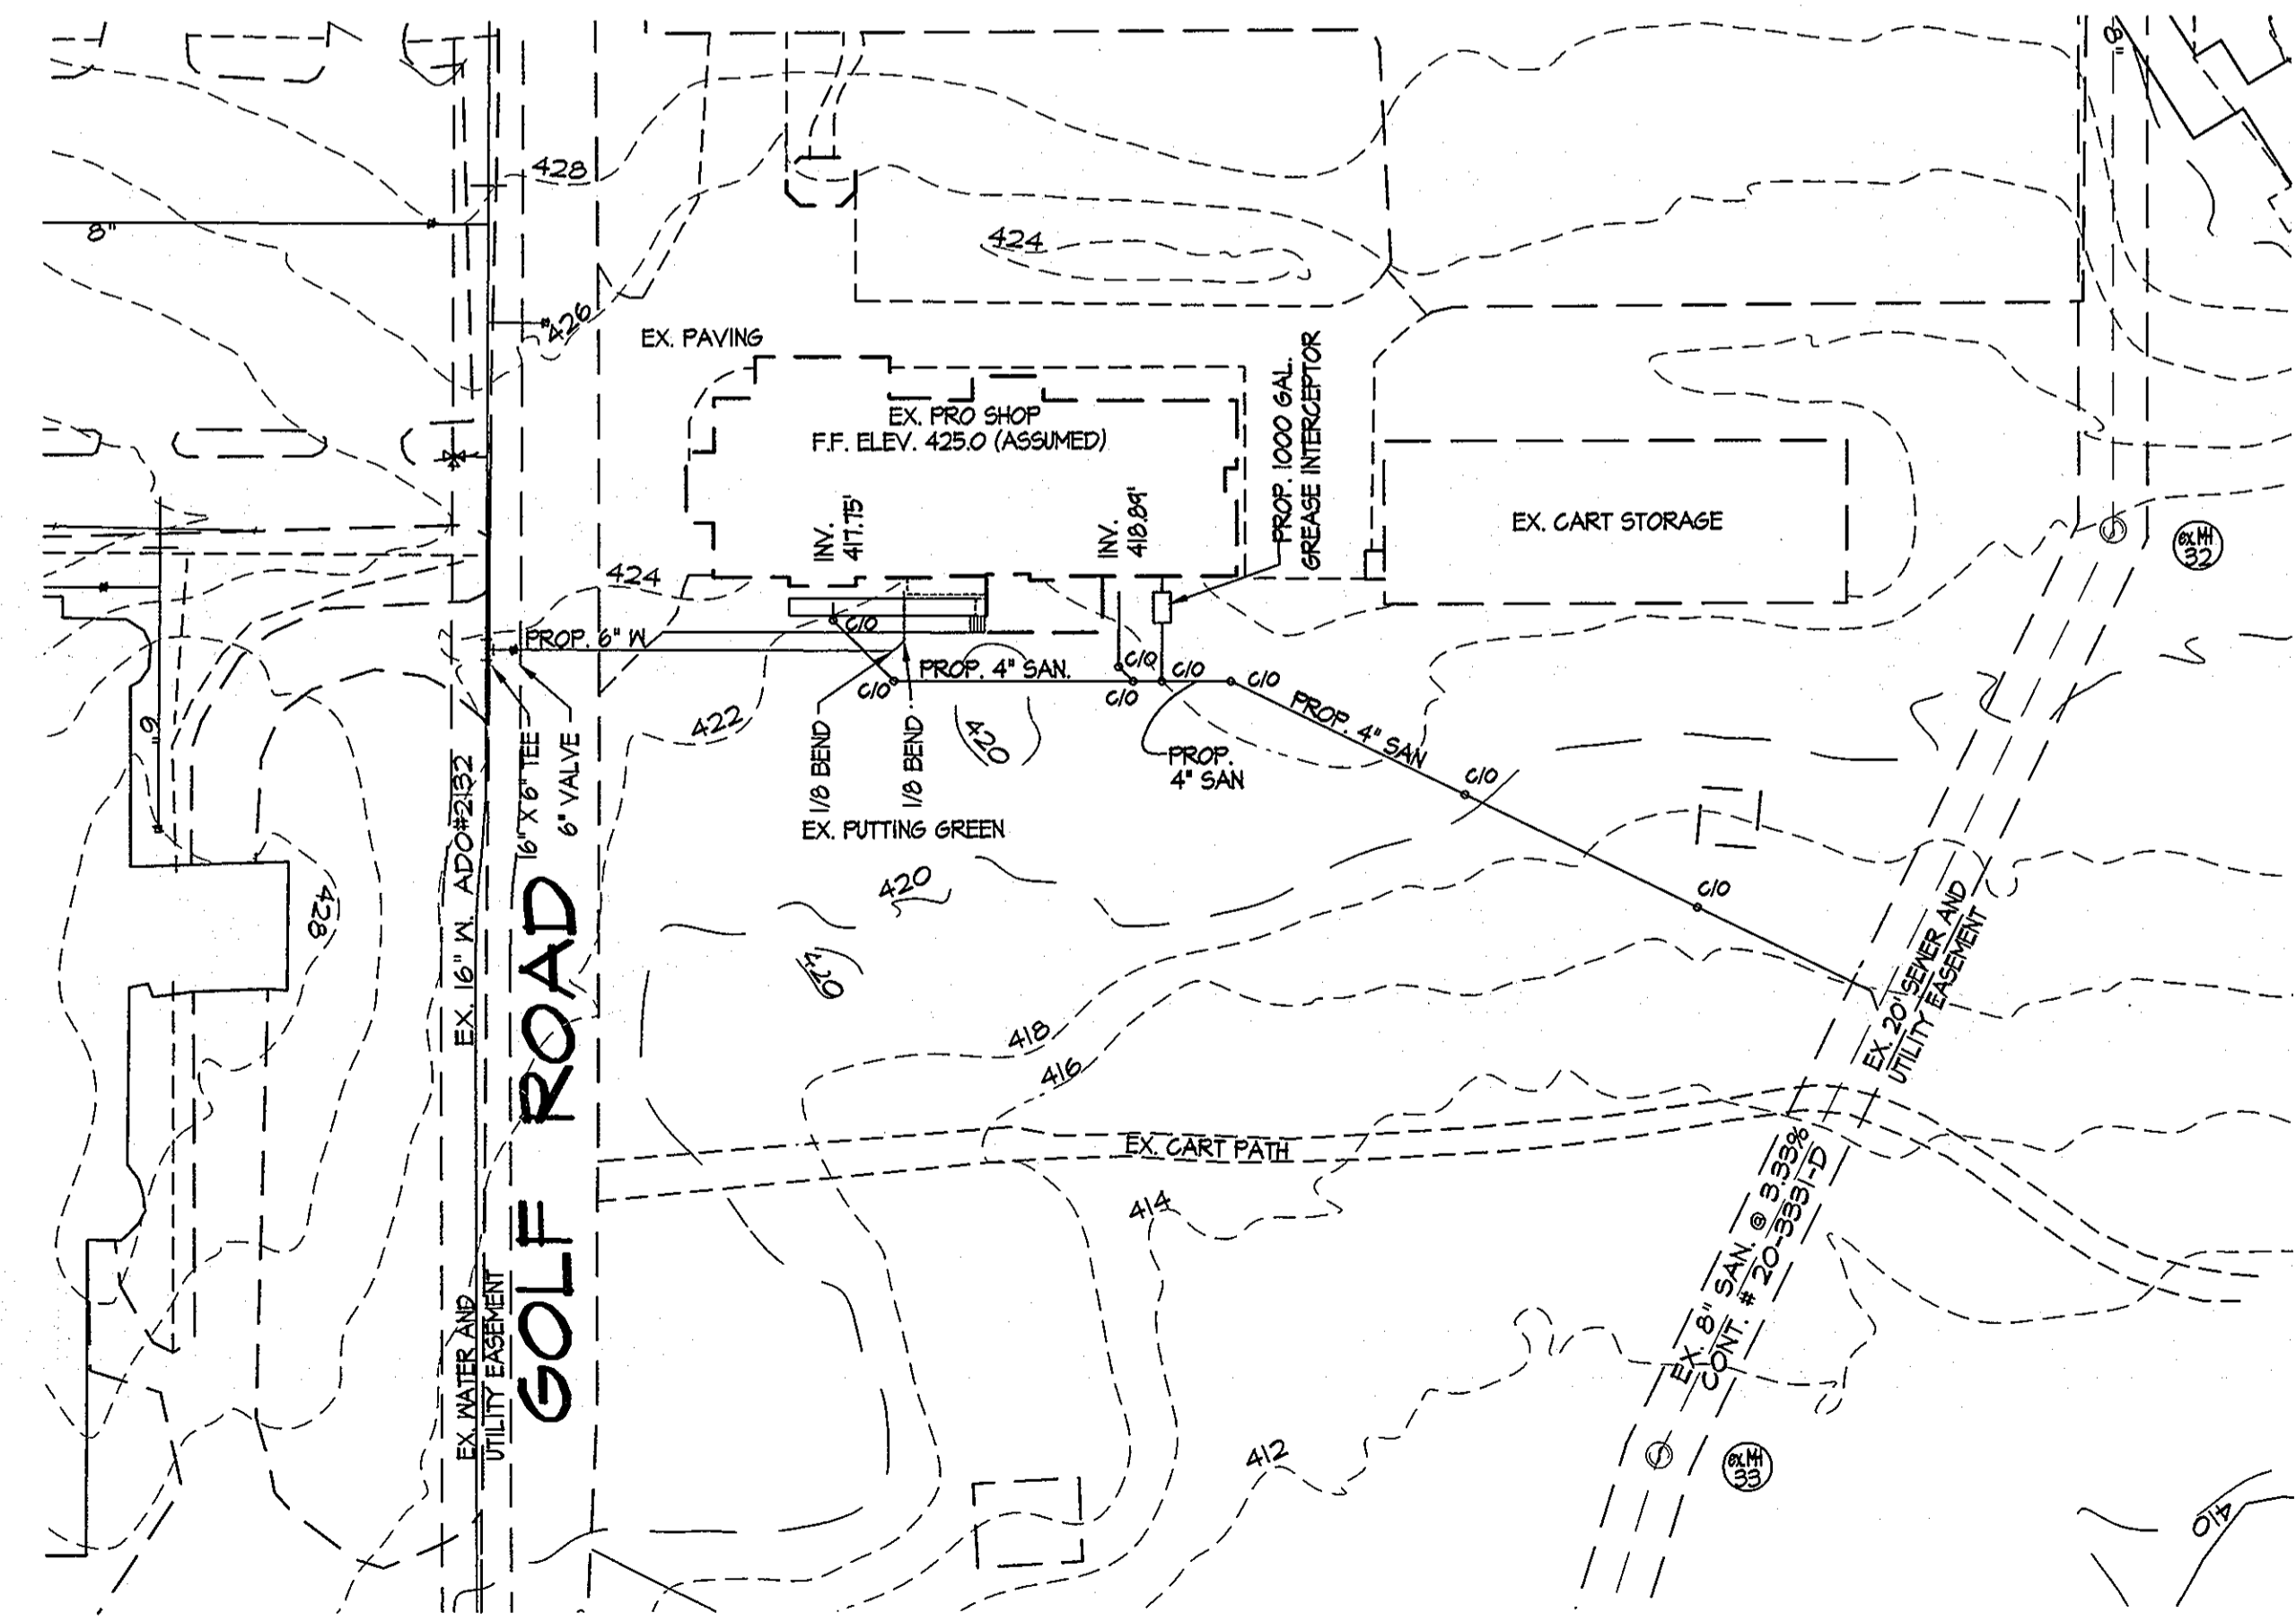 8"
428
8"
424
426
EX. PAVING
EX. PRO SHOP
F.F. ELEV. 425.0 (ASSUMED)
PROP. 1000 GAL.
GREASE INTERCEPTOR
INV.
417.75'
INV.
418.89'
EX. CART STORAGE
ex.MH
32
424
PROP. 6" W
C/O
PROP. 4" SAN.
C/O
C/O
C/O
C/O
C/O
PROP. 4" SAN
422
420
PROP.
4" SAN
6"
16" X 6" TEE
6" VALVE
1/8 BEND
1/8 BEND
C/O
EX. PUTTING GREEN
EX. 16" W. ADO#2132
420
C/O
428
420
EX. 20' SEWER AND
UTILITY EASEMENT
GOLF ROAD
418
416
EX. CART PATH
414
EX. 8" SAN. @ 3.33%
CONT. # 20-3331-D
EX. WATER AND
UTILITY EASEMENT
412
ex.MH
33
410